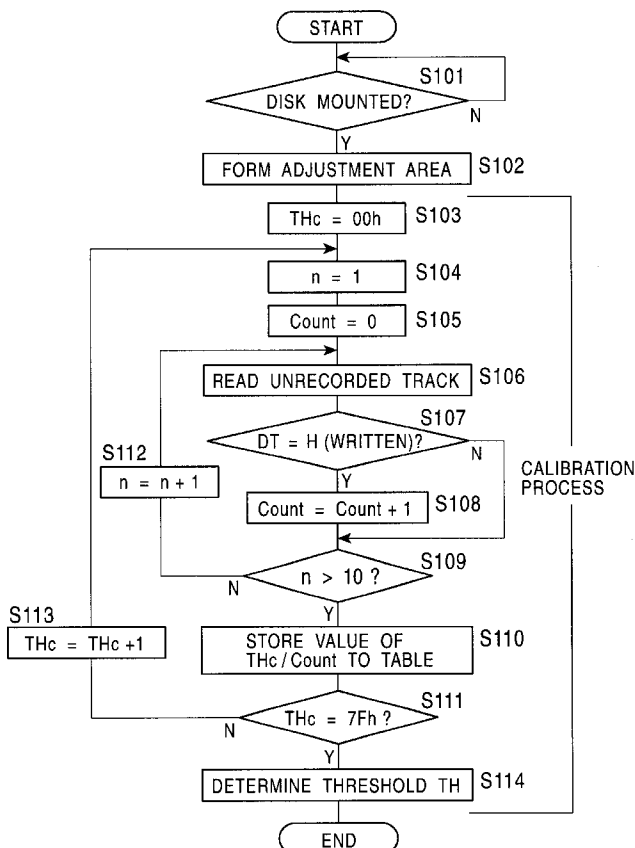 START
S101
DISK MOUNTED?
N
Y
FORM ADJUSTMENT AREA
S102
THc = 00h
S103
n = 1
S104
Count = 0
S105
READ UNRECORDED TRACK
S106
S107
DT = H (WRITTEN)?
N
Y
S112
n = n + 1
CALIBRATION
PROCESS
Count = Count + 1
S108
S109
n > 10 ?
N
Y
S113
THc = THc +1
STORE VALUE OF
THc / Count TO TABLE
S110
S111
THc = 7Fh ?
N
Y
DETERMINE THRESHOLD TH
S114
END